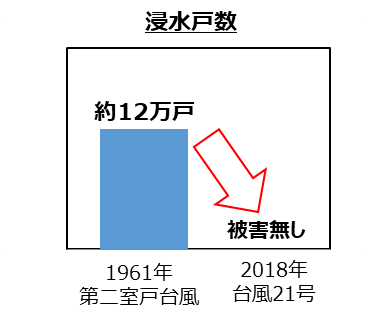 浸水戸数
約12万戸
被害無し
1961年
第二室戸台風
2018年
台風21号